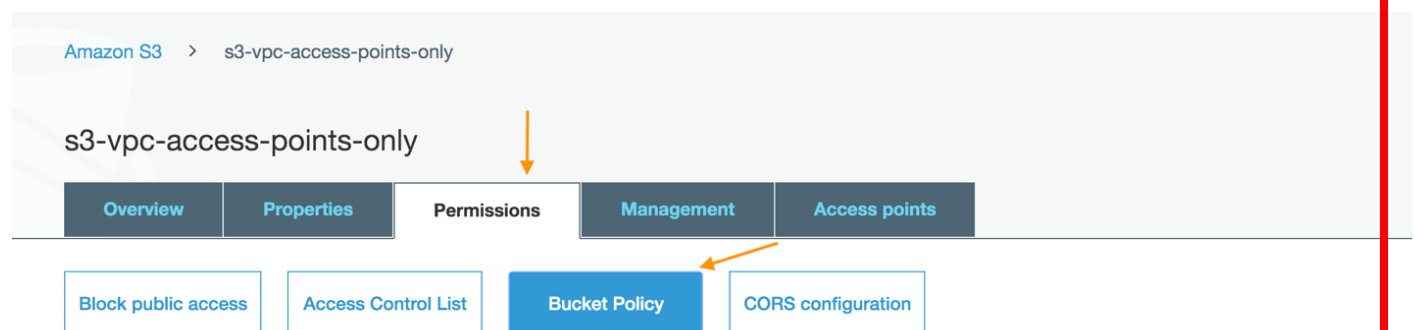 Amazon S3 > s3-vpc-access-points-only
s3-vpc-access-points-only
Overview Properties Permissions Management Access points
Block public access Access Control List Bucket Policy CORS configuration